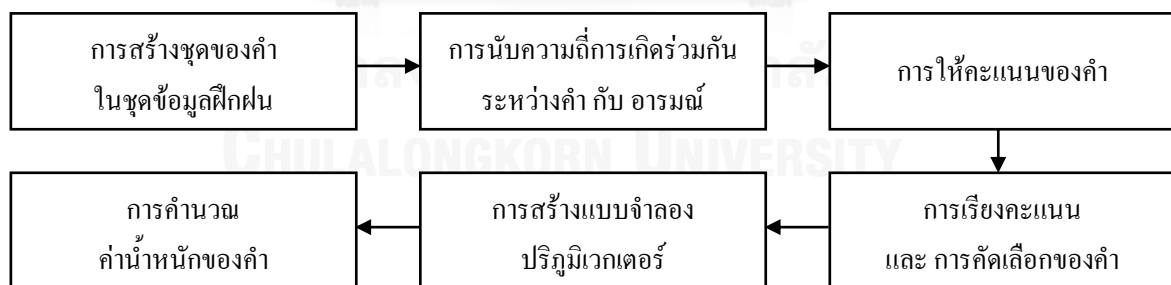 การสร้างชุดของคำ
ในชุดข้อมูลฝึกฝน
การนับความถี่การเกิดร่วมกัน
ระหว่างคำ กับ อารมณ์
การให้คะแนนของคำ
CHULALONGKORN UNIVERSITY
การคำนวณ
ค่าน้ำหนักของคำ
การสร้างแบบจำลอง
ปริภูมิเวกเตอร์
การเรียงคะแนน
และ การคัดเลือกของคำ